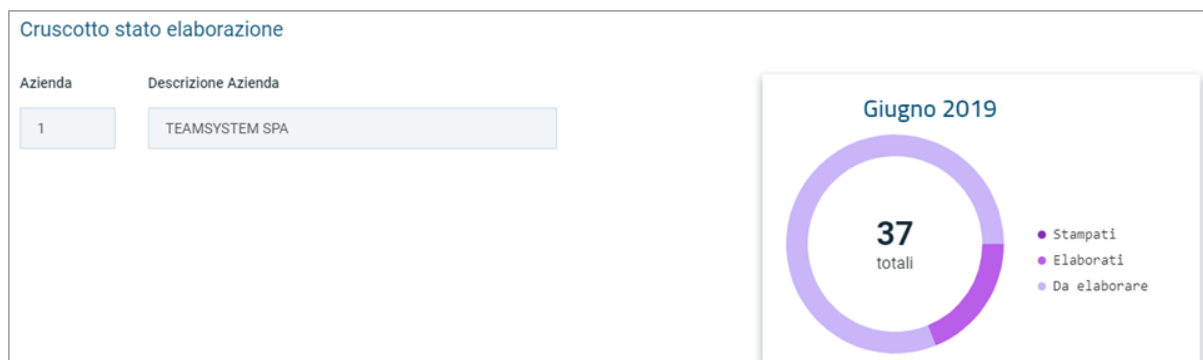 Cruscotto stato elaborazione
Azienda
Descrizione Azienda
1
TEAMSYSTEM SPA
Giugno 2019
37
totali
Stampati
Elaborati
Da elaborare